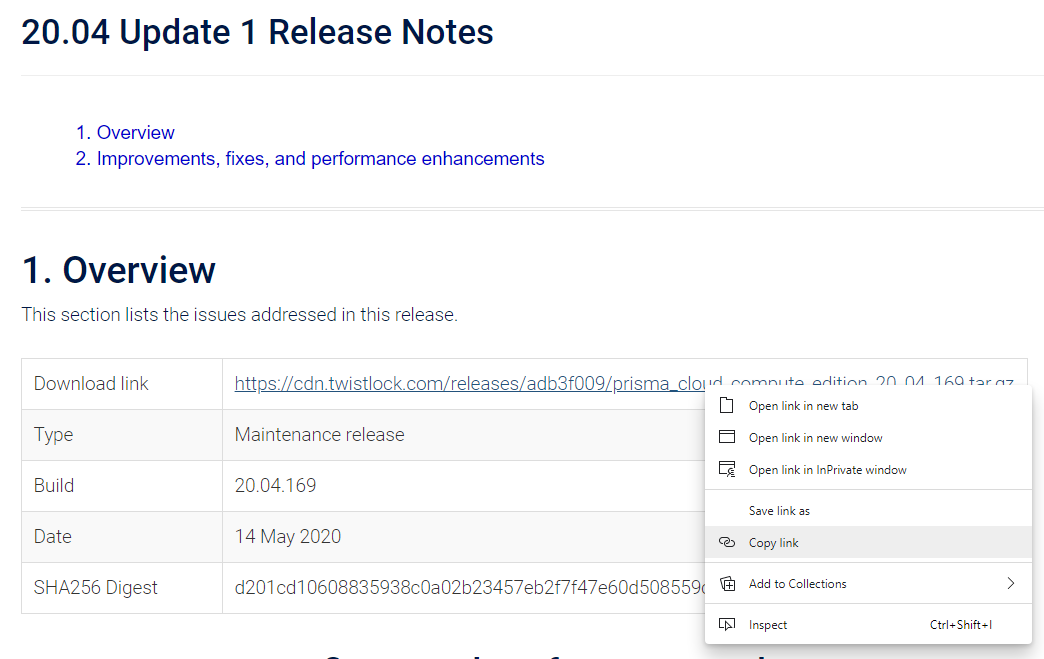 20.04 Update 1 Release Notes
1. Overview
2. Improvements, fixes, and performance enhancements
1. Overview
This section lists the issues addressed in this release.
Download link https://cdn.twistlock.com/releases/adb3f009/prisma_cloud_compute_edition_20_04_169.tar.gz
Open link in new tab
Type Maintenance release
Open link in new window
Open link in InPrivate window
Build 20.04.169
Save link as
Date 14 May 2020
Copy link
Add to Collections
SHA256 Digest d201cd10608835938c0a02b23457eb2f7f47e60d508559
Inspect Ctrl+Shift+I